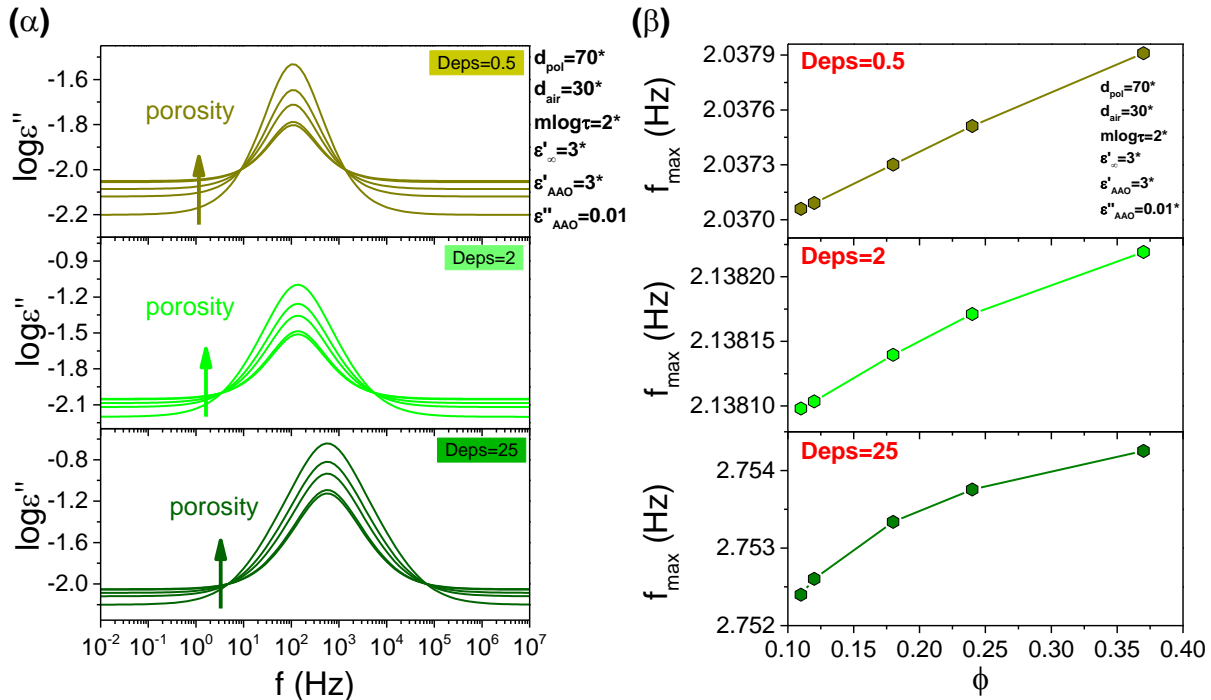 (α)
logε"
-1.6
-1.8
-2.0
-2.2
porosity
Deps=0.5
d_pol=70*
d_air=30*
mlogτ=2*
ε'_∞=3*
ε'_AAO=3*
ε"_AAO=0.01
logε"
-0.9
-1.2
-1.5
-1.8
-2.1
porosity
Deps=2
logε"
-0.8
-1.2
-1.6
-2.0
porosity
Deps=25
10^-2 10^-1 10^0 10^1 10^2 10^3 10^4 10^5 10^6 10^7
f (Hz)
(β)
f_max (Hz)
2.0379
2.0376
2.0373
2.0370
Deps=0.5
d_pol=70*
d_air=30*
mlogτ=2*
ε'_∞=3*
ε'_AAO=3*
ε"_AAO=0.01*
f_max (Hz)
2.13820
2.13815
2.13810
Deps=2
f_max (Hz)
2.754
2.753
2.752
Deps=25
0.10 0.15 0.20 0.25 0.30 0.35 0.40
ϕ